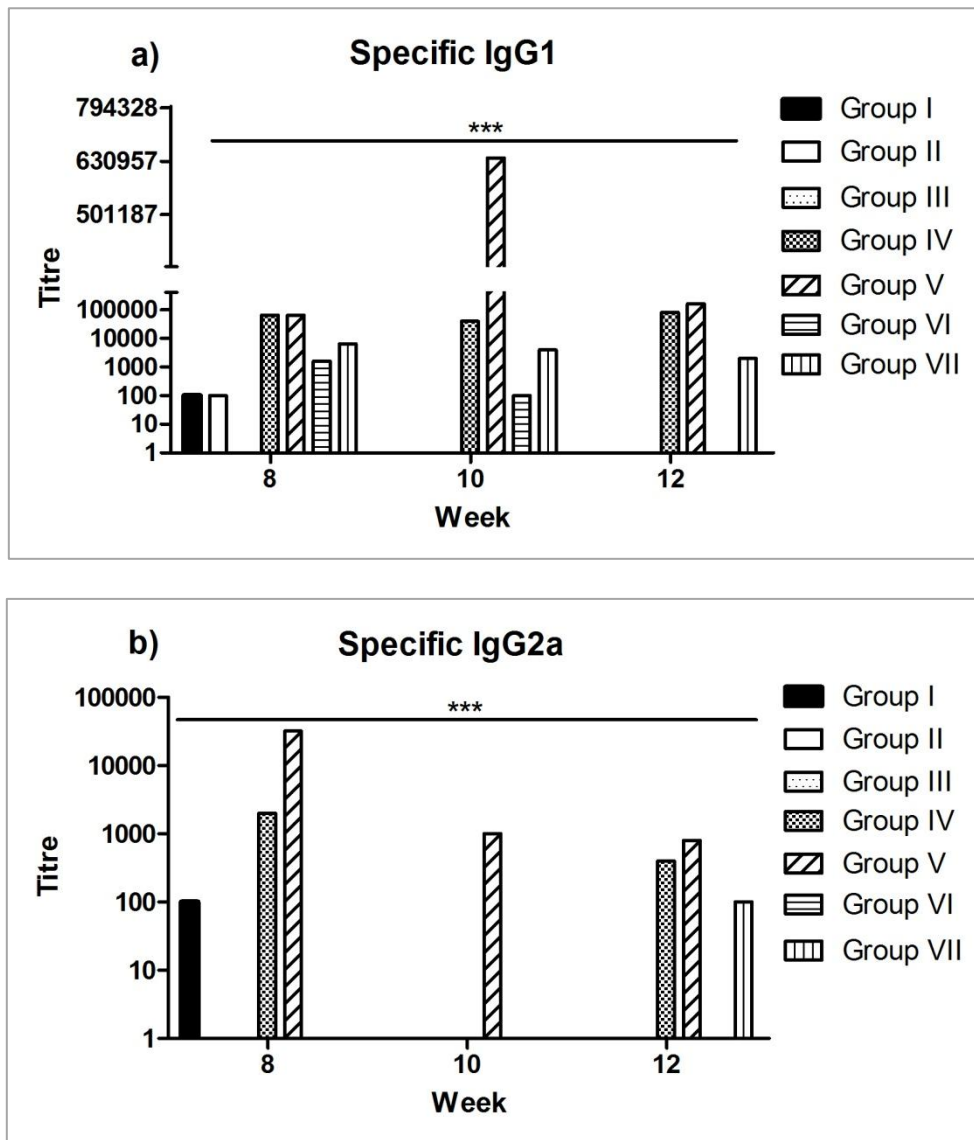 a)
Specific IgG1
794328
630957
501187
100000
10000
1000
100
10
1
Titre
***
8
10
12
Week
Group I
Group II
Group III
Group IV
Group V
Group VI
Group VII
b)
Specific IgG2a
100000
10000
1000
100
10
1
Titre
***
8
10
12
Week
Group I
Group II
Group III
Group IV
Group V
Group VI
Group VII